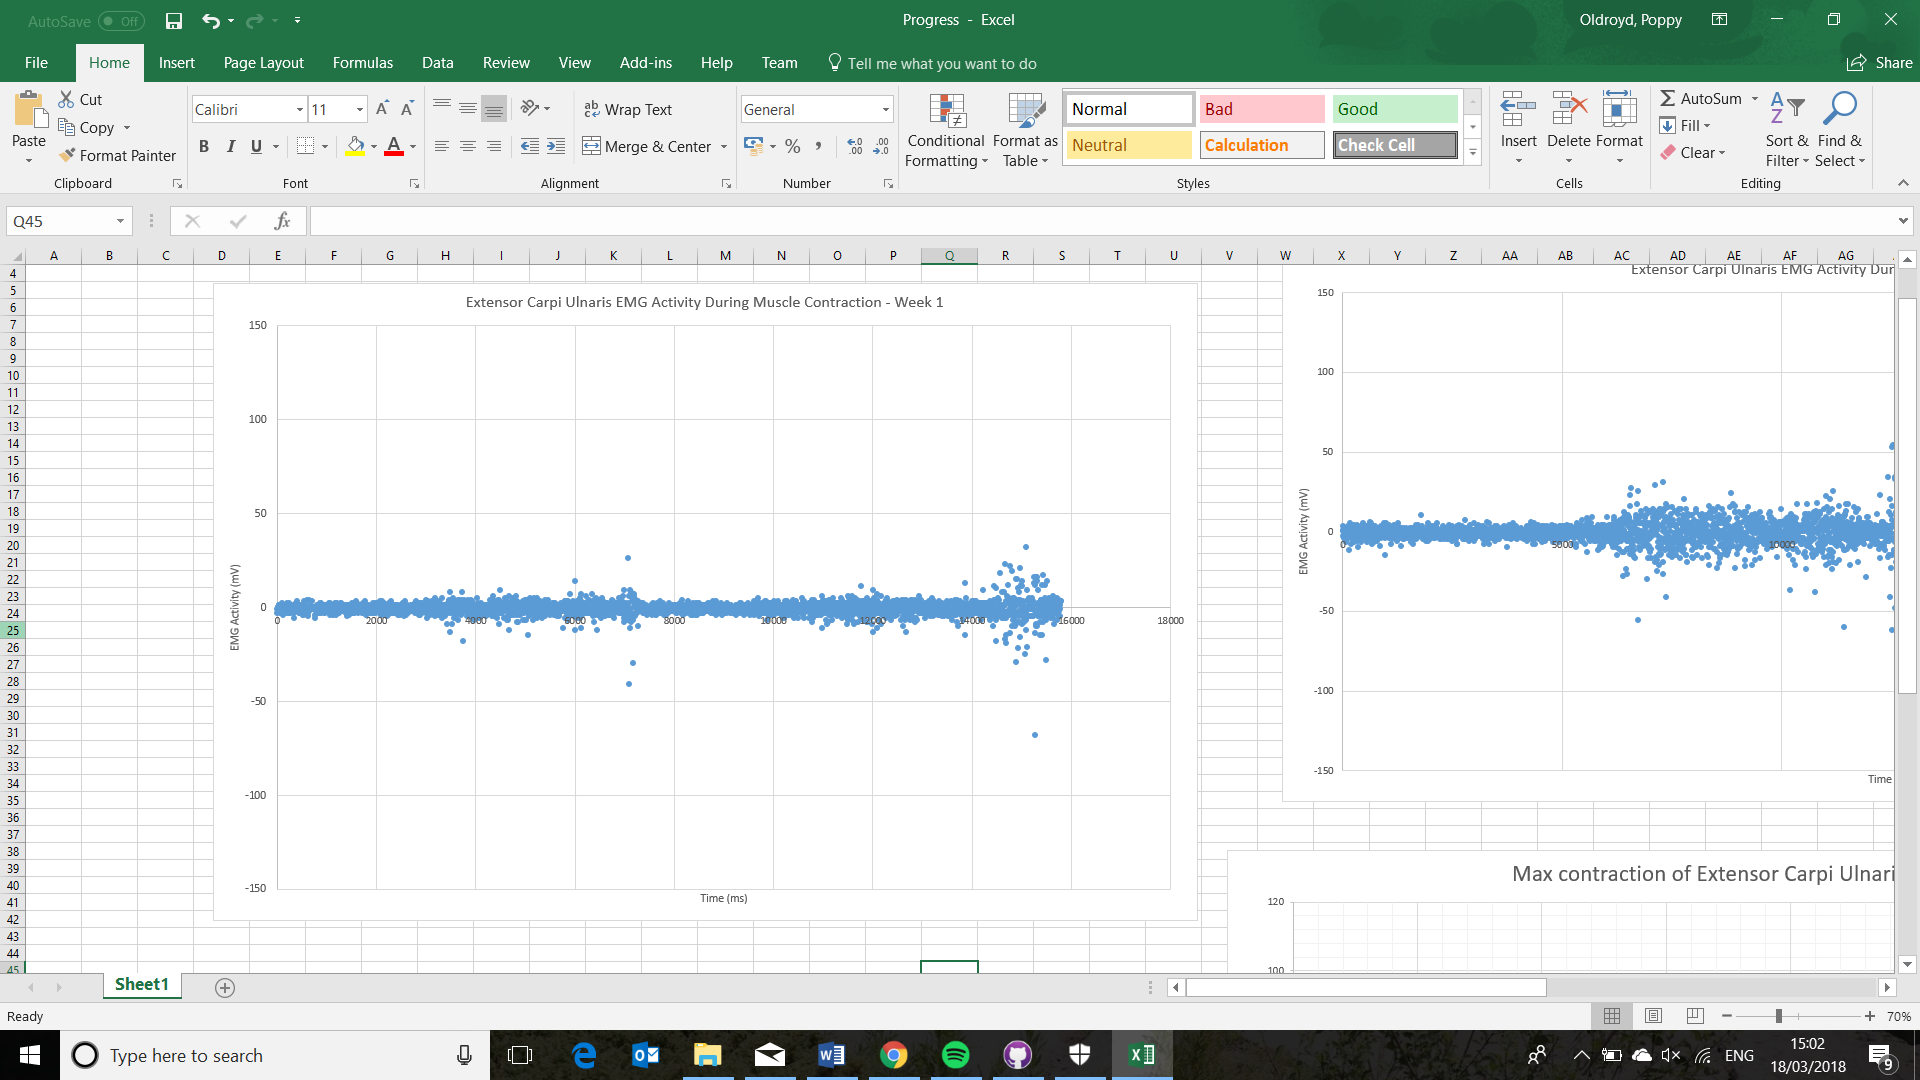 AutoSave Off
Progress - Excel
Oldroyd, Poppy
File Home Insert Page Layout Formulas Data Review View Add-ins Help Team Tell me what you want to do Share
Paste
Cut
Copy
Format Painter
Clipboard
Calibri 11
B I U
Font
Wrap Text
Merge & Center
Alignment
General
Number
Conditional Formatting
Format as Table
Normal Bad Good
Neutral Calculation Check Cell
Styles
Insert Delete Format
Cells
AutoSum
Fill
Clear
Sort & Filter
Find & Select
Editing
Q45
fx
A B C D E F G H I J K L M N O P Q R S T U V W X Y Z AA AB AC AD AE AF AG
4
5
6
7
8
9
10
11
12
13
14
15
16
17
18
19
20
21
22
23
24
25
26
27
28
29
30
31
32
33
34
35
36
37
38
39
40
41
42
43
44
45
Extensor Carpi Ulnaris EMG Activity During Muscle Contraction - Week 1
150
100
50
0
-50
-100
-150
EMG Activity (mV)
0 2000 4000 6000 8000 10000 12000 14000 16000 18000
Time (ms)
Extensor Carpi Ulnaris EMG Activity Dur
150
100
50
0
-50
-100
-150
EMG Activity (mV)
0 5000 10000
Time
Max contraction of Extensor Carpi Ulnari
120
100
Sheet1
Ready
70%
Type here to search
ENG
15:02
18/03/2018
9